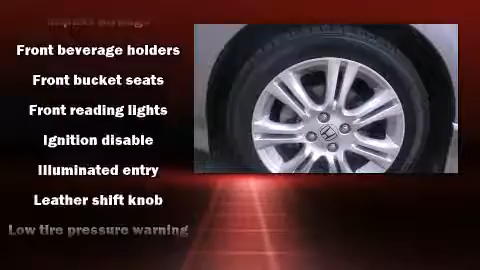 Front beverage holders
Front bucket seats
Front reading lights
Ignition disable
Illuminated entry
Leather shift knob
Low tire pressure warning